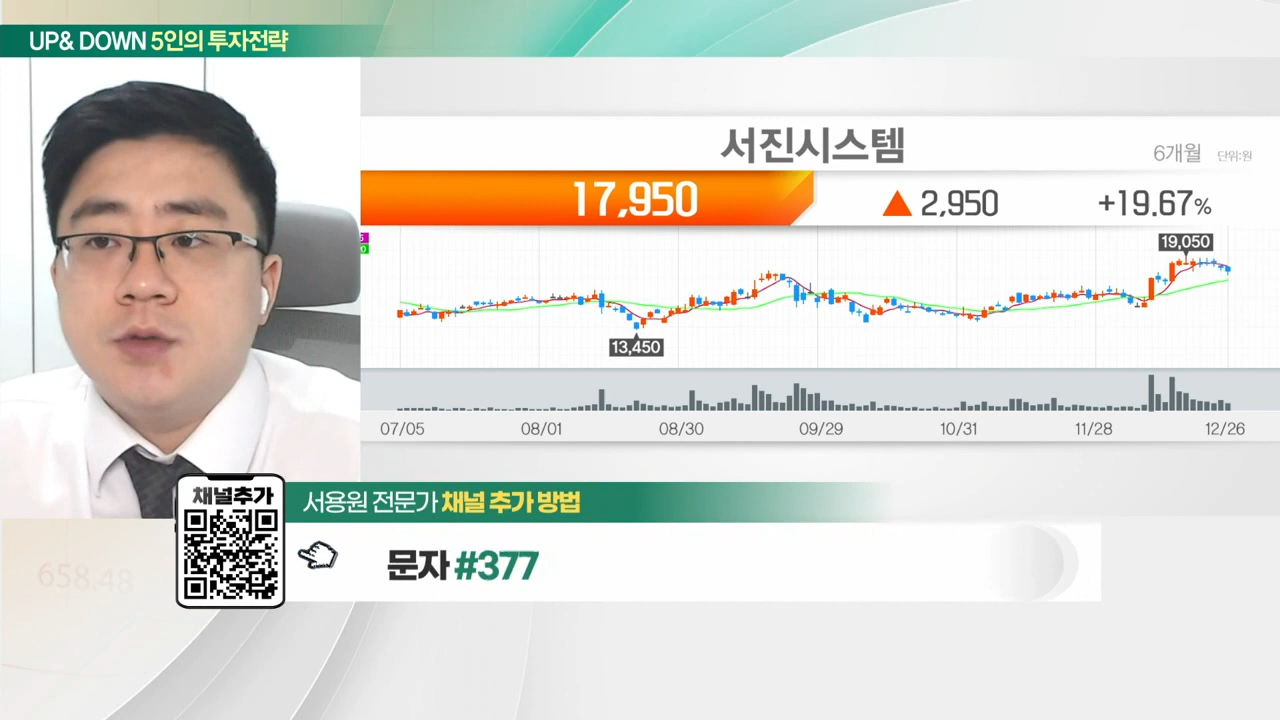 UP& DOWN 5인의 투자전략
서진시스템
6개월 단위:원
17,950 ▲ 2,950 +19.67%
19,050
13,450
07/05 08/01 08/30 09/29 10/31 11/28 12/26
채널추가
서용원 전문가 채널 추가 방법
문자 #377
658.48